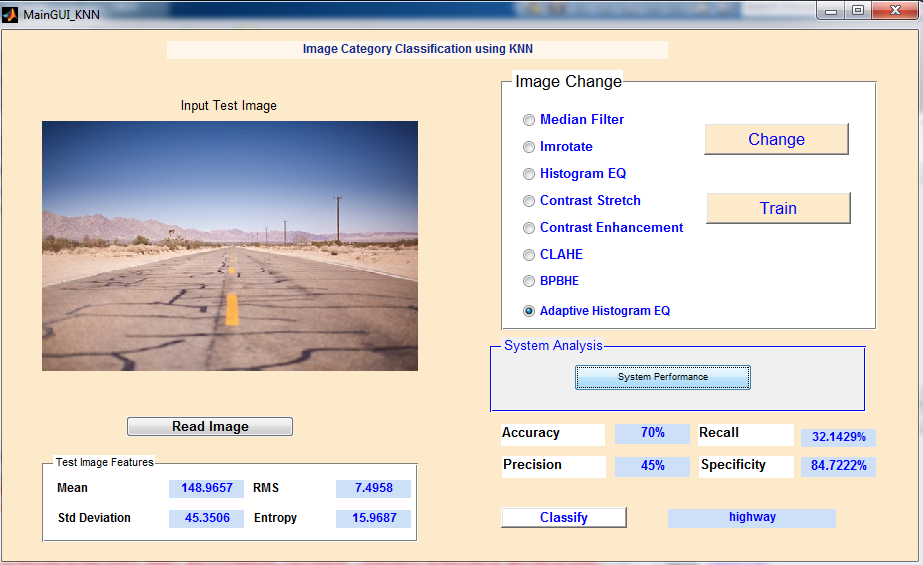 MainGUI_KNN
Image Category Classification using KNN
Input Test Image
Read Image
Test Image Features
Mean 148.9657 RMS 7.4958
Std Deviation 45.3506 Entropy 15.9687
Image Change
Median Filter
Imrotate
Histogram EQ
Contrast Stretch
Contrast Enhancement
CLAHE
BPBHE
Adaptive Histogram EQ
Change
Train
System Analysis
System Performance
Accuracy 70% Recall 32.1429%
Precision 45% Specificity 84.7222%
Classify highway